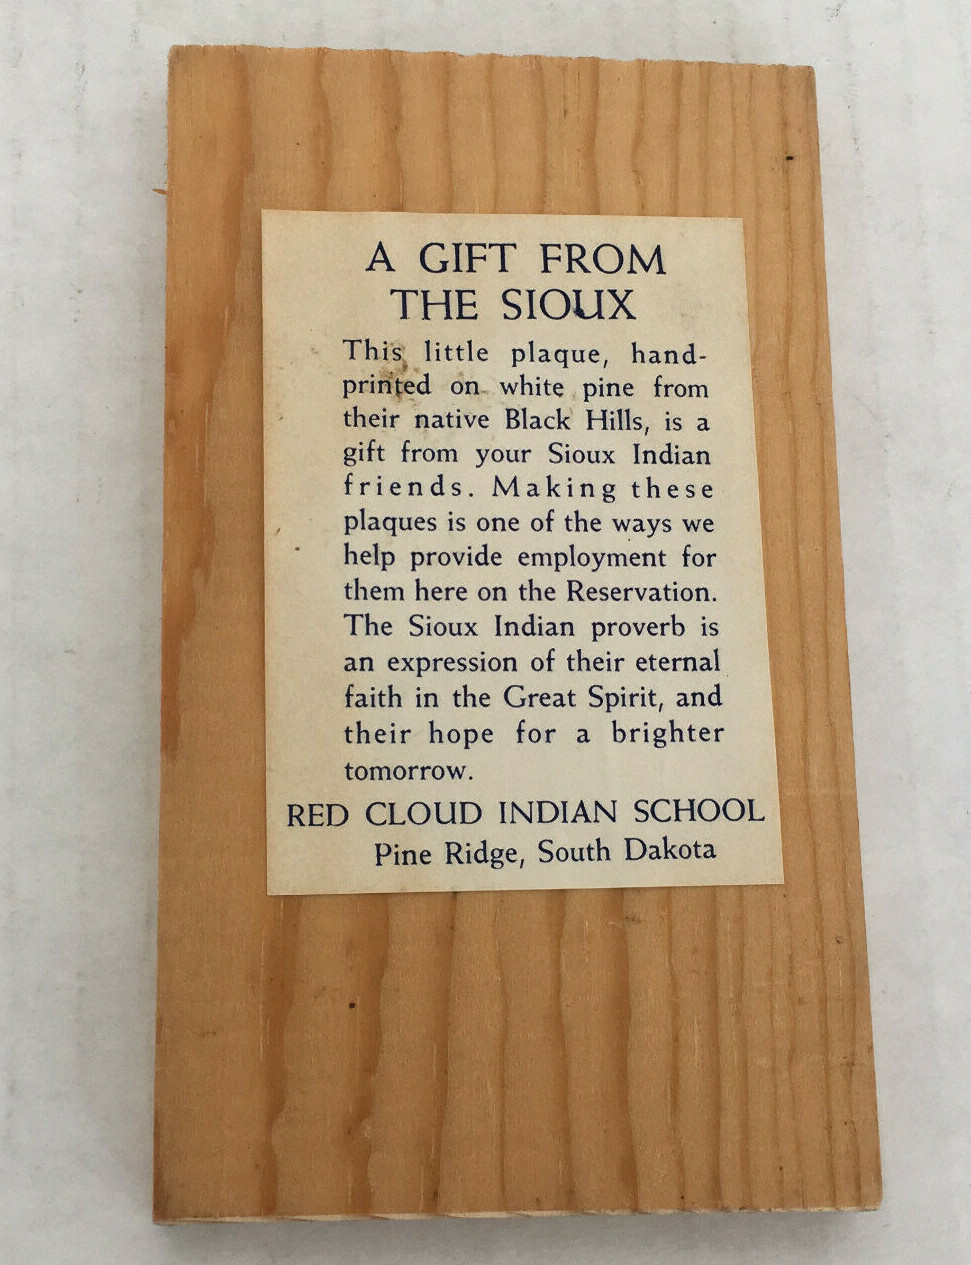 A GIFT FROM
THE SIOUX
This little plaque, hand-
printed on white pine from
their native Black Hills, is a
gift from your Sioux Indian
friends. Making these
plaques is one of the ways we
help provide employment for
them here on the Reservation.
The Sioux Indian proverb is
an expression of their eternal
faith in the Great Spirit, and
their hope for a brighter
tomorrow.
RED CLOUD INDIAN SCHOOL
Pine Ridge, South Dakota